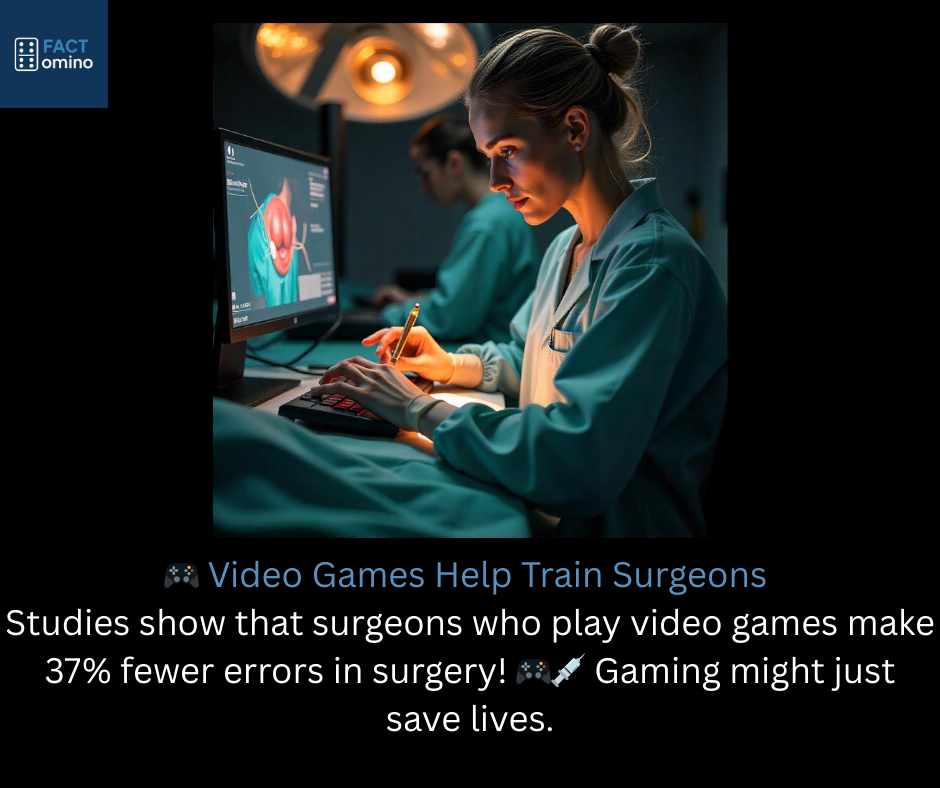 FACT
omino
🎮 Video Games Help Train Surgeons
Studies show that surgeons who play video games make
37% fewer errors in surgery! 🎮💉 Gaming might just
save lives.